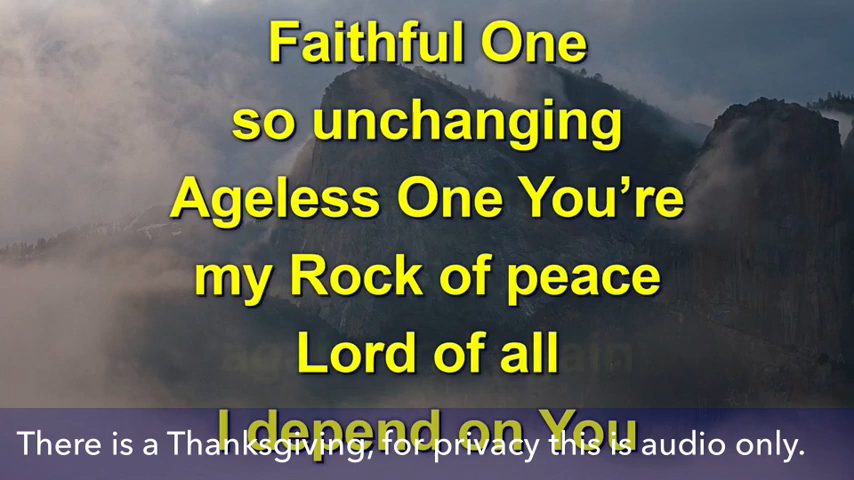 Faithful One
so unchanging
Ageless One You’re
my Rock of peace
Lord of all
I depend on You
There is a Thanksgiving, for privacy this is audio only.